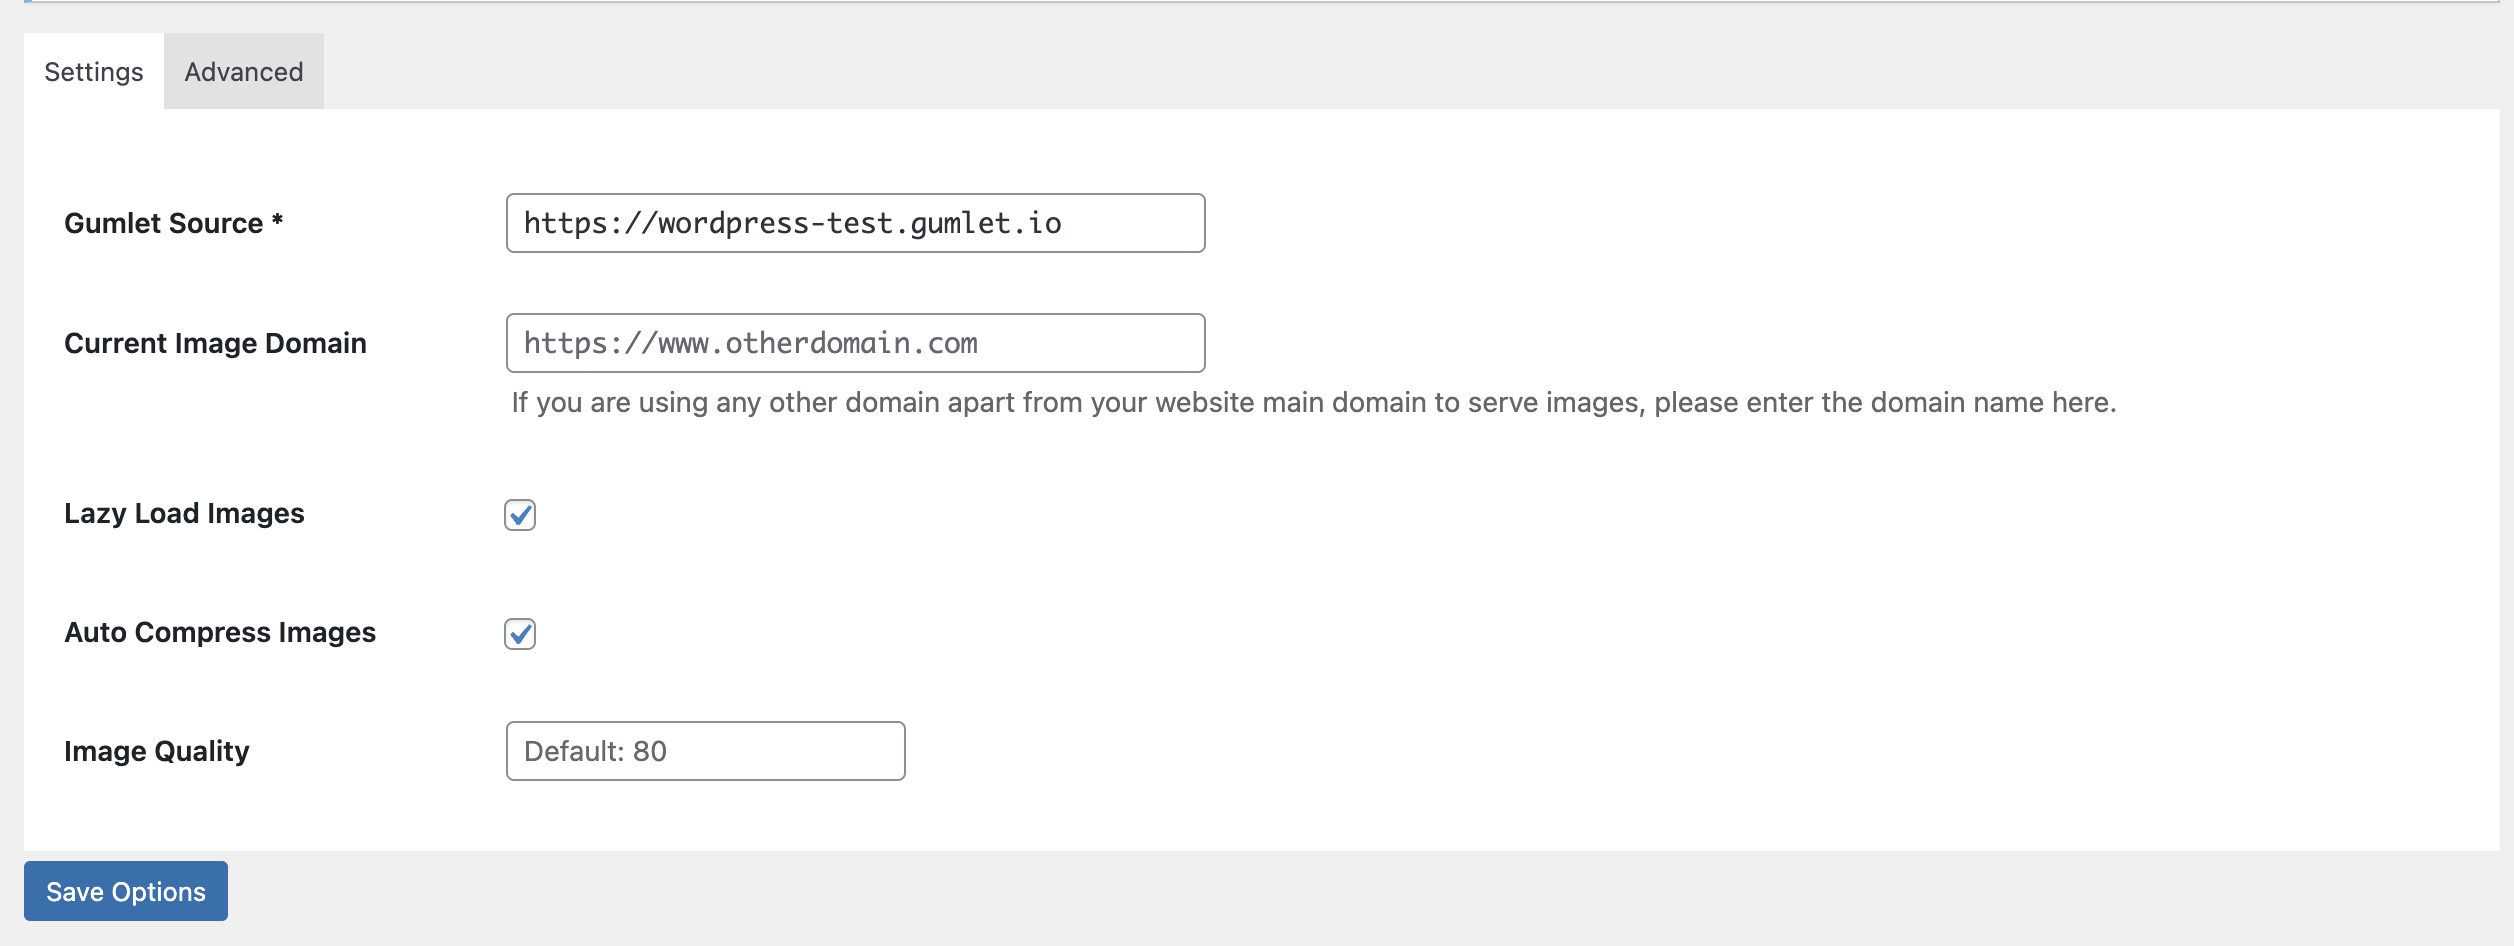 Settings Advanced
Gumlet Source * https://wordpress-test.gumlet.io
Current Image Domain https://www.otherdomain.com
If you are using any other domain apart from your website main domain to serve images, please enter the domain name here.
Lazy Load Images
Auto Compress Images
Image Quality Default: 80
Save Options